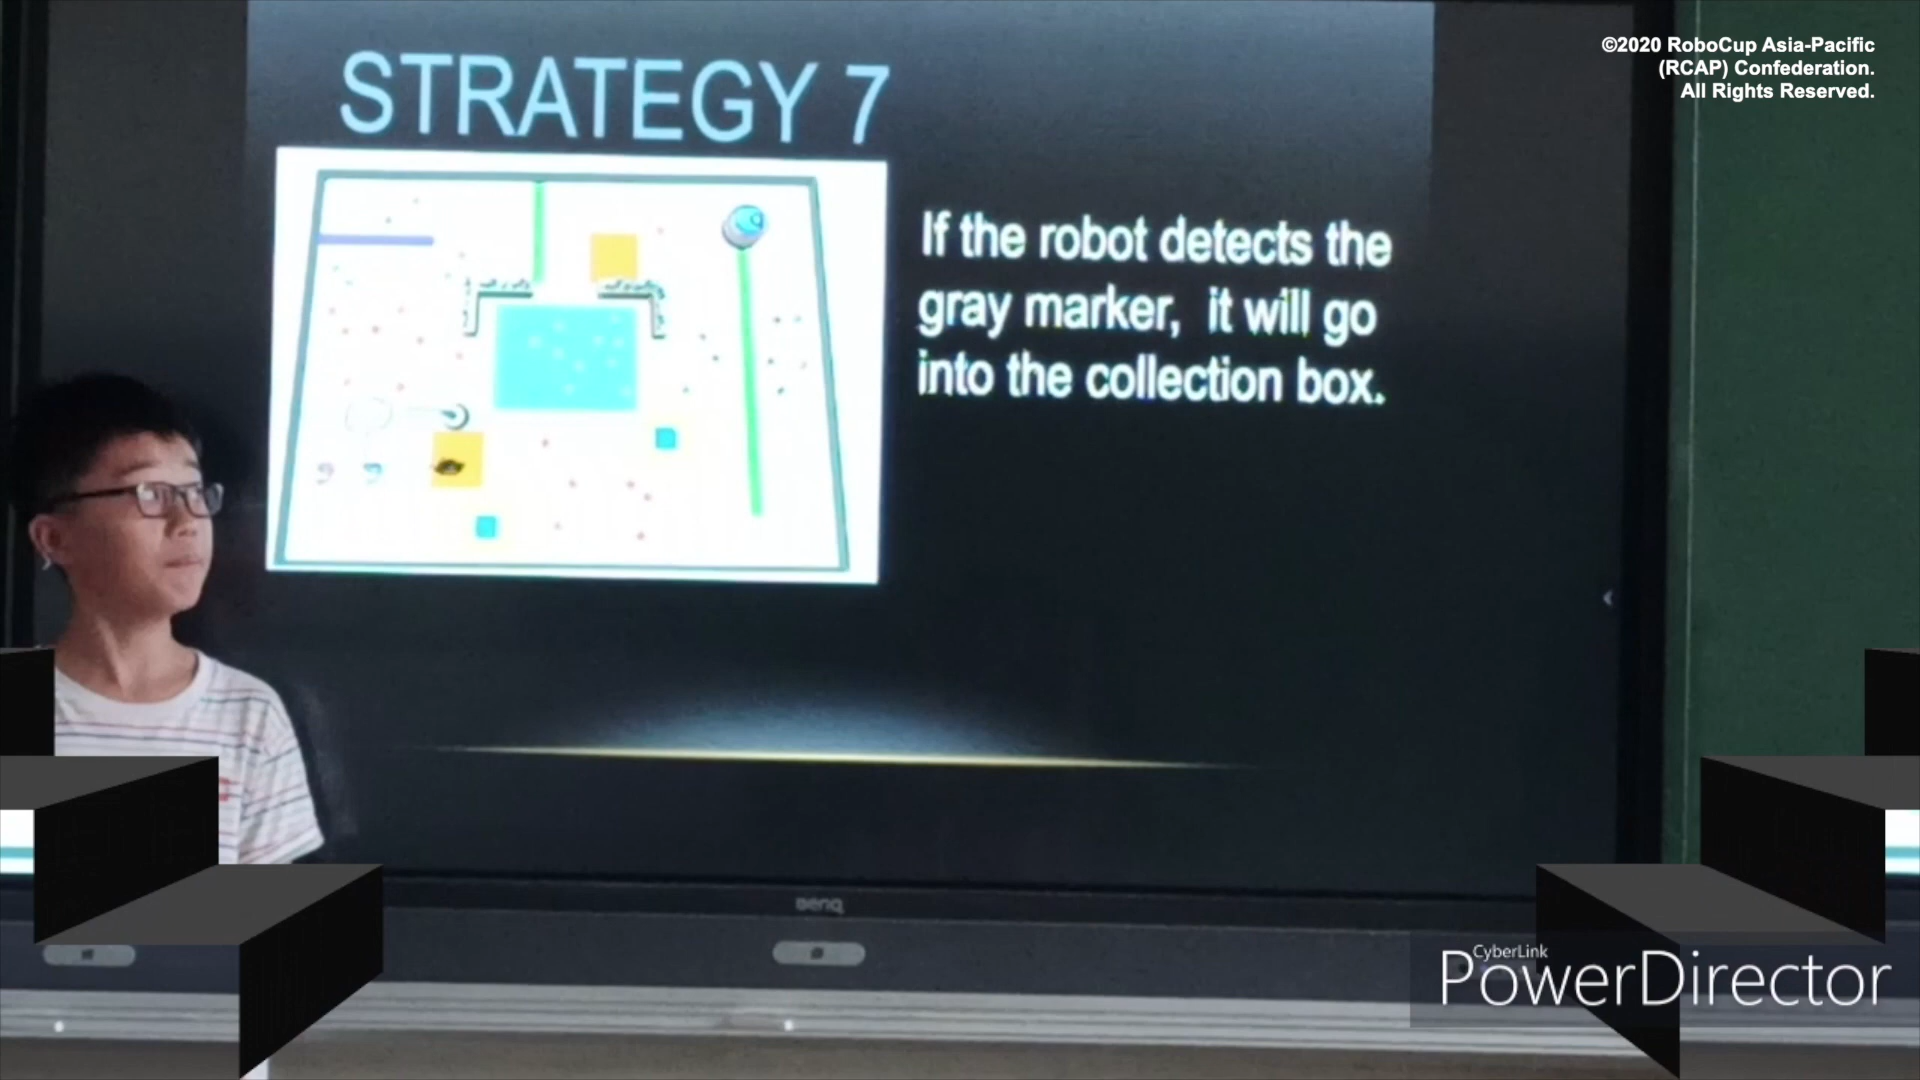 ©2020 RoboCup Asia-Pacific
(RCAP) Confederation.
All Rights Reserved.
STRATEGY 7
If the robot detects the
gray marker, it will go
into the collection box.
BenQ
CyberLink
PowerDirector